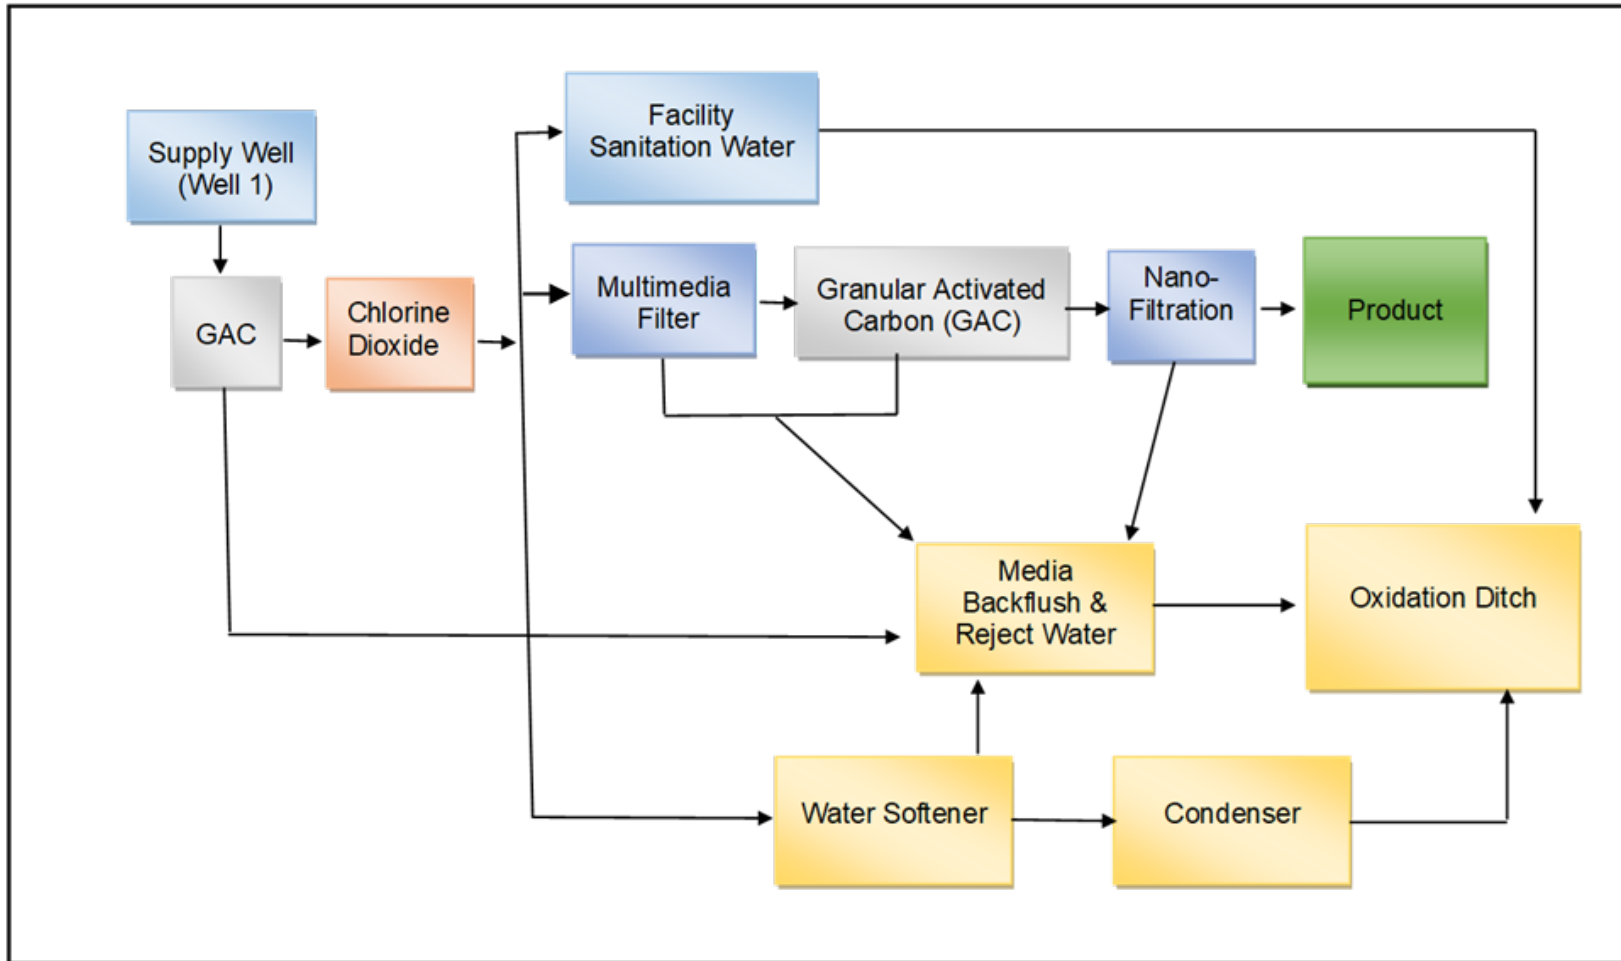 Facility
Sanitation Water
Supply Well
(Well 1)
Multimedia
Filter
Granular Activated
Carbon (GAC)
Nano-
Filtration
Product
GAC
Chlorine
Dioxide
Media
Backflush &
Reject Water
Oxidation Ditch
Water Softener
Condenser